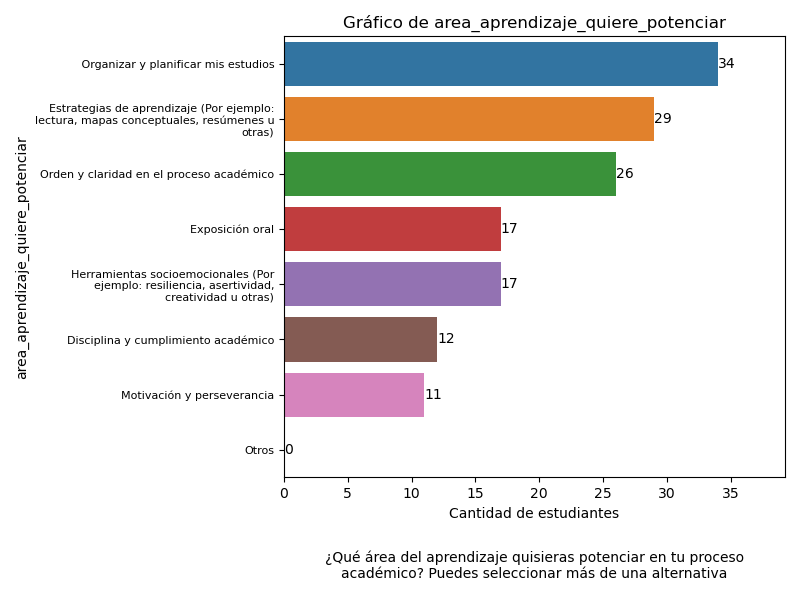 Gráfico de area_aprendizaje_quiere_potenciar
area_aprendizaje_quiere_potenciar
Organizar y planificar mis estudios
34
Estrategias de aprendizaje (Por ejemplo:
lectura, mapas conceptuales, resúmenes u
otras)
29
Orden y claridad en el proceso académico
26
Exposición oral
17
Herramientas socioemocionales (Por
ejemplo: resiliencia, asertividad,
creatividad u otras)
17
Disciplina y cumplimiento académico
12
Motivación y perseverancia
11
Otros
0
0 5 10 15 20 25 30 35
Cantidad de estudiantes
¿Qué área del aprendizaje quisieras potenciar en tu proceso
académico? Puedes seleccionar más de una alternativa